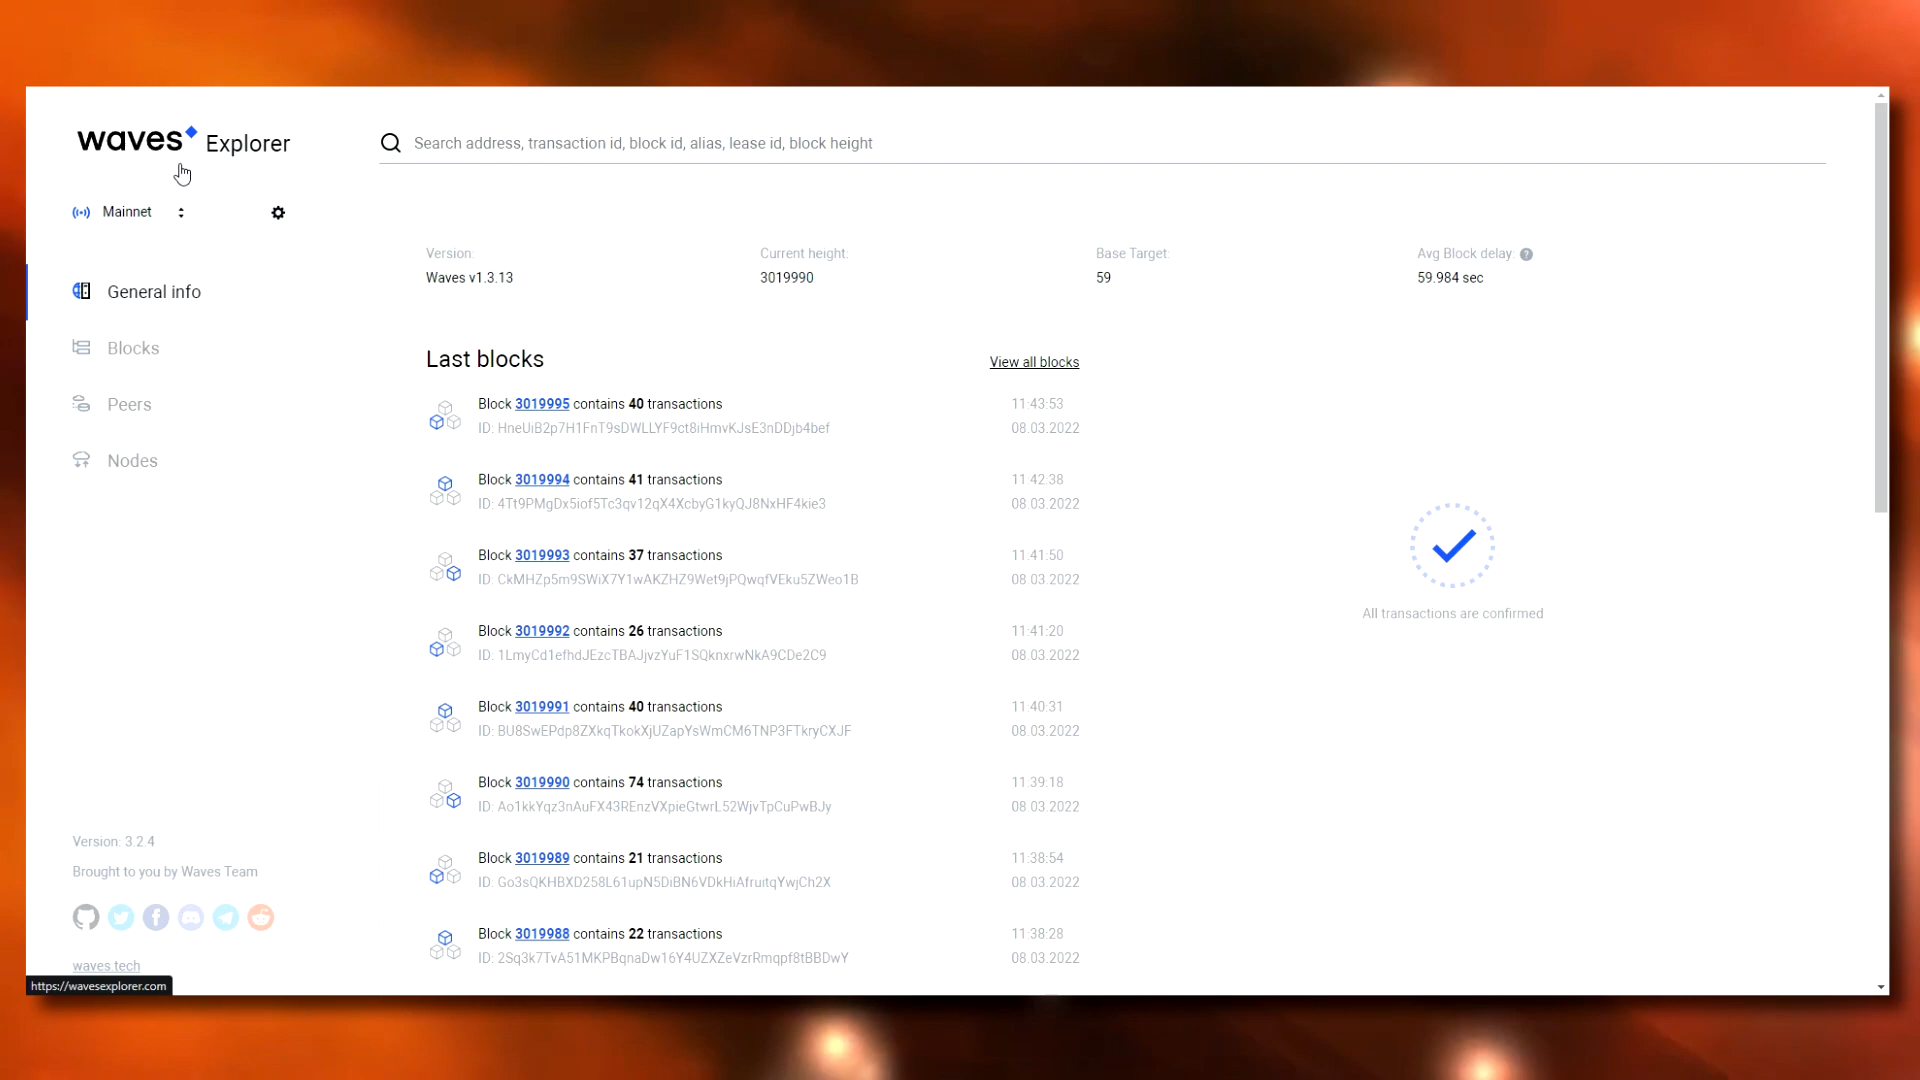 waves Explorer
Search address, transaction id, block id, alias, lease id, block height
Mainnet
General info
Blocks
Peers
Nodes
Version:
Waves v1.3.13
Current height:
3019990
Base Target:
59
Avg Block delay: ?
59.984 sec
Last blocks
View all blocks
Block 3019995 contains 40 transactions
11:43:53
ID: HneUiB2p7H1FnT9sDWLLYF9ct8iHmvKJsE3nDDjb4bef
08.03.2022
Block 3019994 contains 41 transactions
11:42:38
ID: 4Tt9PMgDx5iof5Tc3qv12qX4XcbyG1kyQJ8NxHF4kie3
08.03.2022
Block 3019993 contains 37 transactions
11:41:50
ID: CkMHZp5m9SWiX7Y1wAKZHZ9Wet9jPQwqfVEku5ZWeo1B
08.03.2022
Block 3019992 contains 26 transactions
11:41:20
ID: 1LmyCd1efhdJEzcTBAJjvzYuF1SQknxrwNkA9CDe2C9
08.03.2022
Block 3019991 contains 40 transactions
11:40:31
ID: BU8SwEPdp8ZXkqTkokXjUZapYsWmCM6TNP3FTkryCXJF
08.03.2022
Block 3019990 contains 74 transactions
11:39:18
ID: Ao1kkYqz3nAuFX43REnzVXpieGtwrL52WjvTpCuPwBJy
08.03.2022
Block 3019989 contains 21 transactions
11:38:54
ID: Go3sQKHBXD258L61upN5DiBN6VDkHiAfruitqYwjCh2X
08.03.2022
Block 3019988 contains 22 transactions
11:38:28
ID: 2Sq3k7TvA51MKPBqnaDw16Y4UZXZeVzrRmqpf8tBBDwY
08.03.2022
All transactions are confirmed
Version: 3.2.4
Brought to you by Waves Team
waves.tech
https://wavesexplorer.com